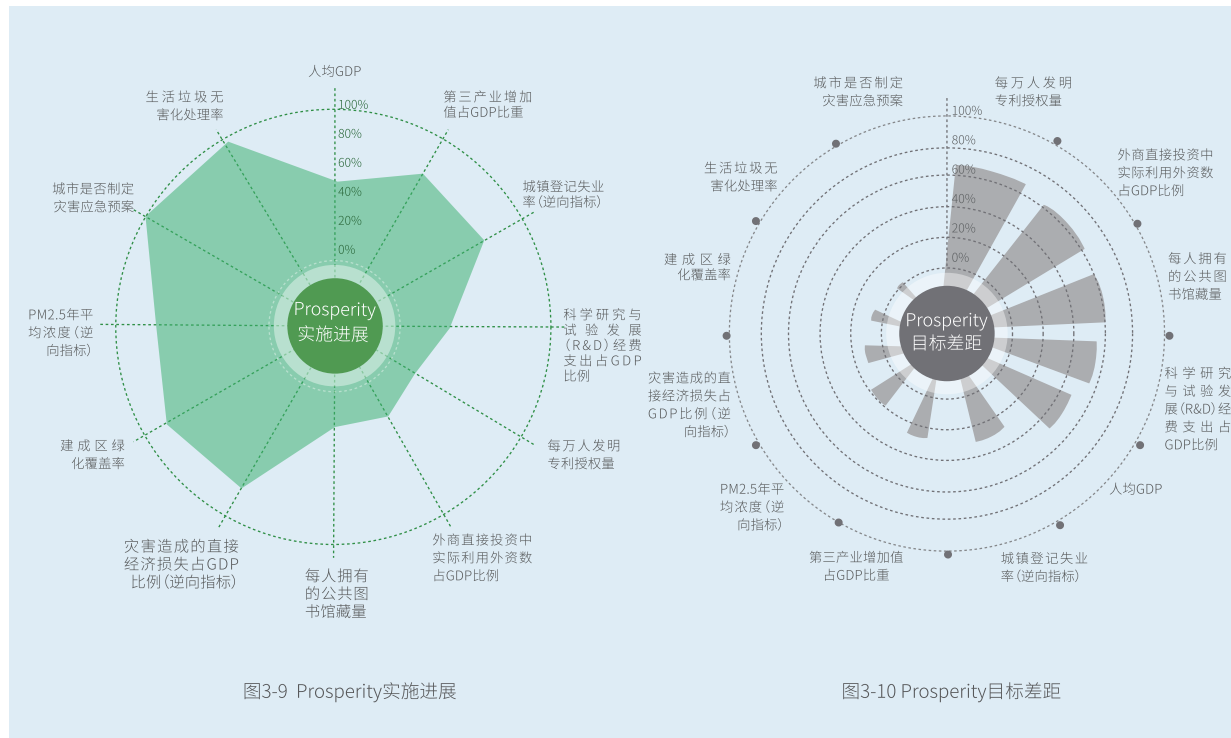 人均GDP
第三产业增加
值占GDP比重
城镇登记失业
率(逆向指标)
科学研究与
试验发展
(R&D)经费
支出占GDP
比例
每万人发明
专利授权量
外商直接投资中
实际利用外资数
占GDP比例
每人拥有
的公共图
书馆藏量
灾害造成的直接
经济损失占GDP
比例(逆向指标)
建成区绿
化覆盖率
PM2.5年平
均浓度(逆
向指标)
城市是否制定
灾害应急预案
生活垃圾无
害化处理率
100%
80%
60%
40%
20%
0%
Prosperity
实施进展
图3-9 Prosperity实施进展
每万人发明
专利授权量
外商直接投资中
实际利用外资数
占GDP比例
每人拥有
的公共图
书馆藏量
科学研究
与试验发
展(R&D)经
费支出占
GDP比例
人均GDP
城镇登记失业
率(逆向指标)
第三产业增加值
占GDP比重
PM2.5年平
均浓度(逆
向指标)
灾害造成的直
接经济损失占
GDP比例(逆
向指标)
建成区绿
化覆盖率
生活垃圾无
害化处理率
城市是否制定
灾害应急预案
100%
80%
60%
40%
20%
0%
Prosperity
目标差距
图3-10 Prosperity目标差距